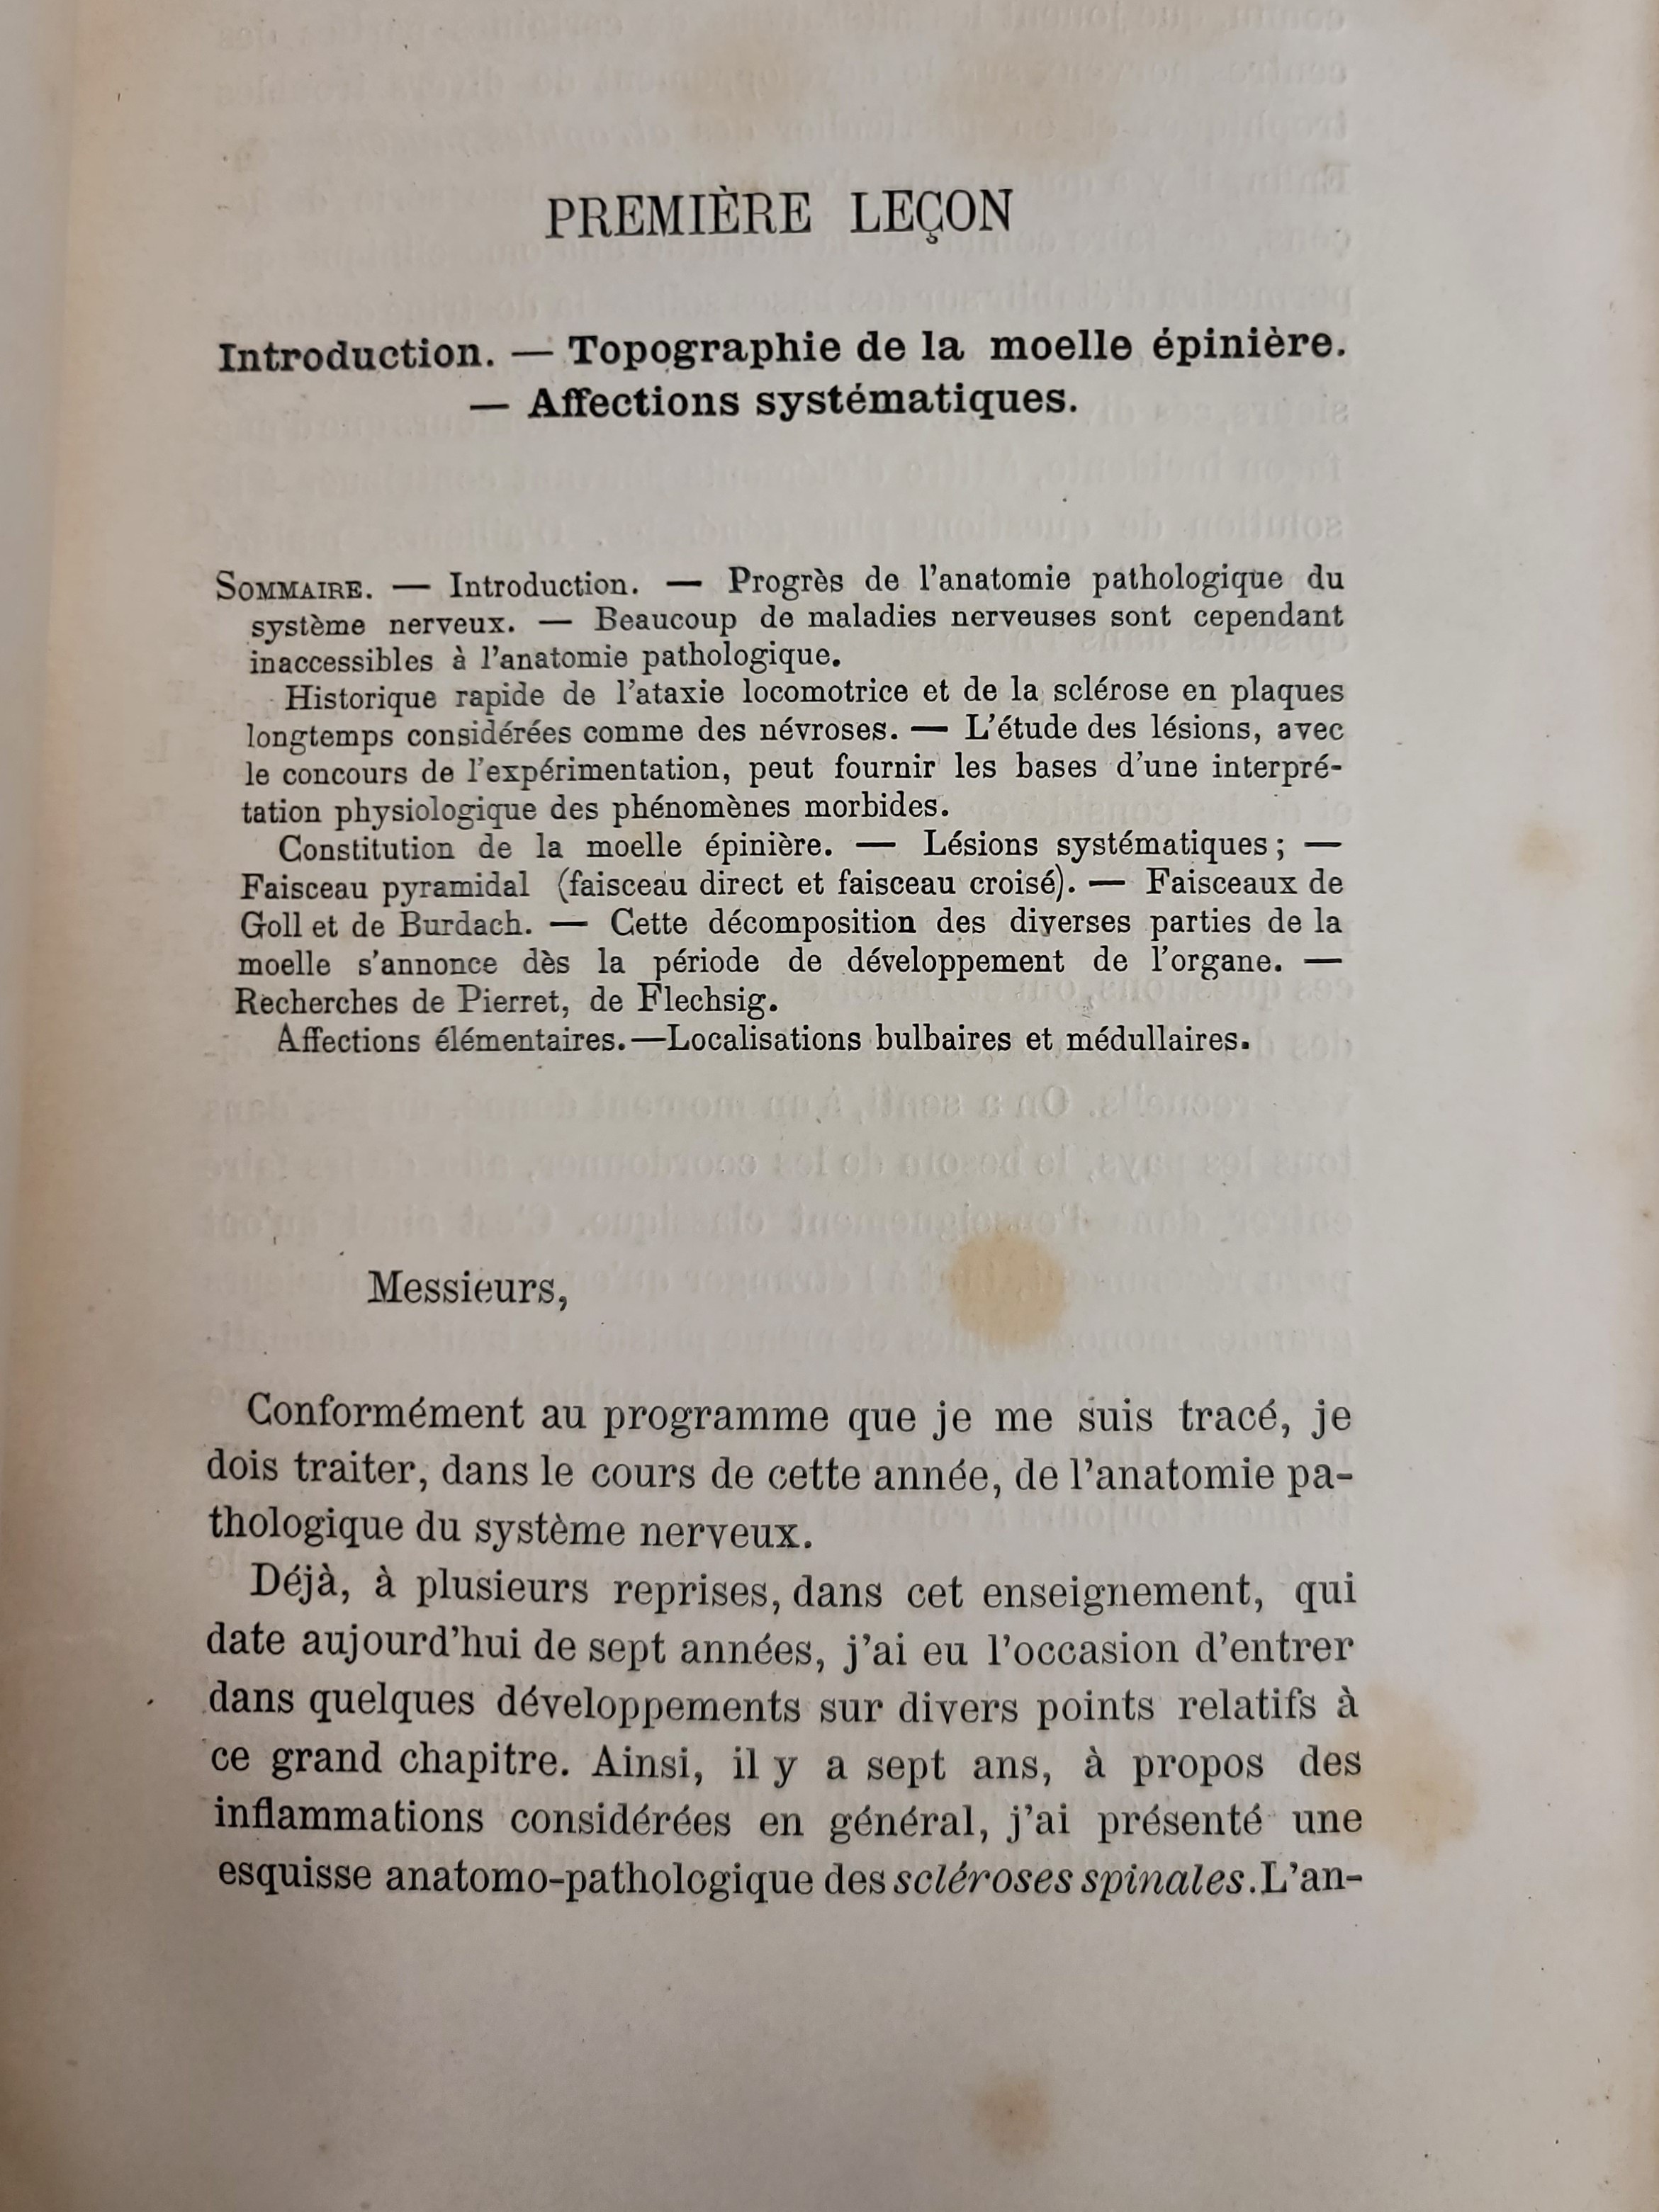 PREMIÈRE LEÇON
Introduction. — Topographie de la moelle épinière.
— Affections systématiques.
SOMMAIRE. — Introduction. — Progrès de l'anatomie pathologique du
système nerveux. — Beaucoup de maladies nerveuses sont cependant
inaccessibles à l'anatomie pathologique.
Historique rapide de l'ataxie locomotrice et de la sclérose en plaques
longtemps considérées comme des névroses. — L'étude des lésions, avec
le concours de l'expérimentation, peut fournir les bases d'une interpré-
tation physiologique des phénomènes morbides.
Constitution de la moelle épinière. — Lésions systématiques ; —
Faisceau pyramidal (faisceau direct et faisceau croisé). — Faisceaux de
Goll et de Burdach. — Cette décomposition des diverses parties de la
moelle s'annonce dès la période de développement de l'organe. —
Recherches de Pierret, de Flechsig.
Affections élémentaires.—Localisations bulbaires et médullaires.
Messieurs,
Conformément au programme que je me suis tracé, je
dois traiter, dans le cours de cette année, de l'anatomie pa-
thologique du système nerveux.
Déjà, à plusieurs reprises, dans cet enseignement, qui
date aujourd'hui de sept années, j'ai eu l'occasion d'entrer
dans quelques développements sur divers points relatifs à
ce grand chapitre. Ainsi, il y a sept ans, à propos des
inflammations considérées en général, j'ai présenté une
esquisse anatomo-pathologique des scléroses spinales. L'an-